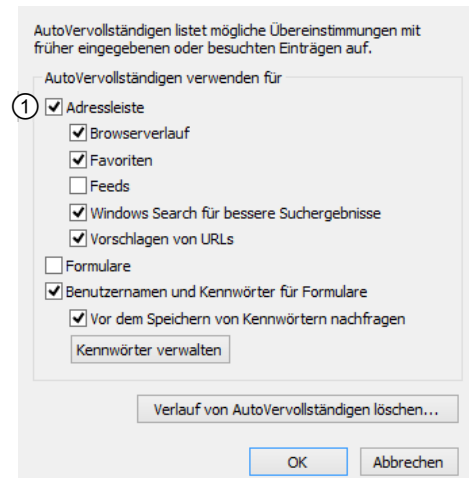 AutoVervollständigen listet mögliche Übereinstimmungen mit
früher eingegebenen oder besuchten Einträgen auf.
AutoVervollständigen verwenden für
1 Adressleiste
Browserverlauf
Favoriten
Feeds
Windows Search für bessere Suchergebnisse
Vorschlagen von URLs
Formulare
Benutzernamen und Kennwörter für Formulare
Vor dem Speichern von Kennwörtern nachfragen
Kennwörter verwalten
Verlauf von AutoVervollständigen löschen...
OK Abbrechen